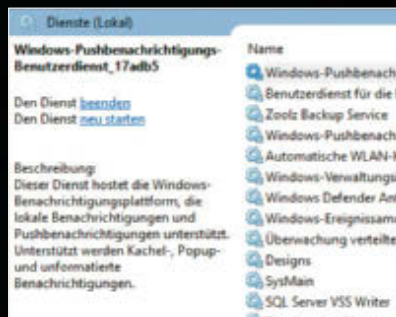 Dienste (Lokal)
Windows-Pushbenachrichtigungs-
Benutzerdienst_17adb5
Den Dienst beenden
Den Dienst neu starten
Beschreibung:
Dieser Dienst hostet die Windows-
Benachrichtigungsplattform, die
lokale Benachrichtigungen und
Pushbenachrichtigungen unterstützt.
Unterstützt werden Kachel-, Popup-
und unformatierte
Benachrichtigungen.
Name
Windows-Pushbenach
Benutzerdienst für die
Zoolz Backup Service
Windows-Pushbenach
Automatische WLAN-K
Windows-Verwaltungs
Windows Defender Ant
Windows-Ereignissamm
Überwachung verteilte
Designs
SysMain
SQL Server VSS Writer